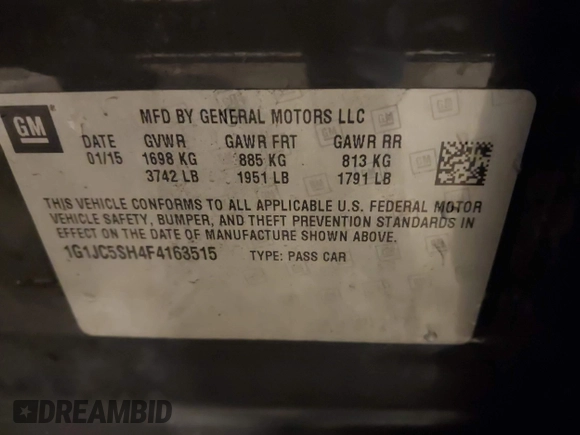 GM
MFD BY GENERAL MOTORS LLC
DATE GVWR GAWR FRT GAWR RR
01/15 1698 KG 885 KG 813 KG
3742 LB 1951 LB 1791 LB
THIS VEHICLE CONFORMS TO ALL APPLICABLE U.S. FEDERAL MOTOR
VEHICLE SAFETY, BUMPER, AND THEFT PREVENTION STANDARDS IN
EFFECT ON THE DATE OF MANUFACTURE SHOWN ABOVE.
1G1JC5SH4F4163515 TYPE: PASS CAR
DREAMBID